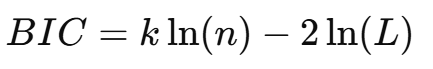 BIC = k ln(n) − 2 ln(L)